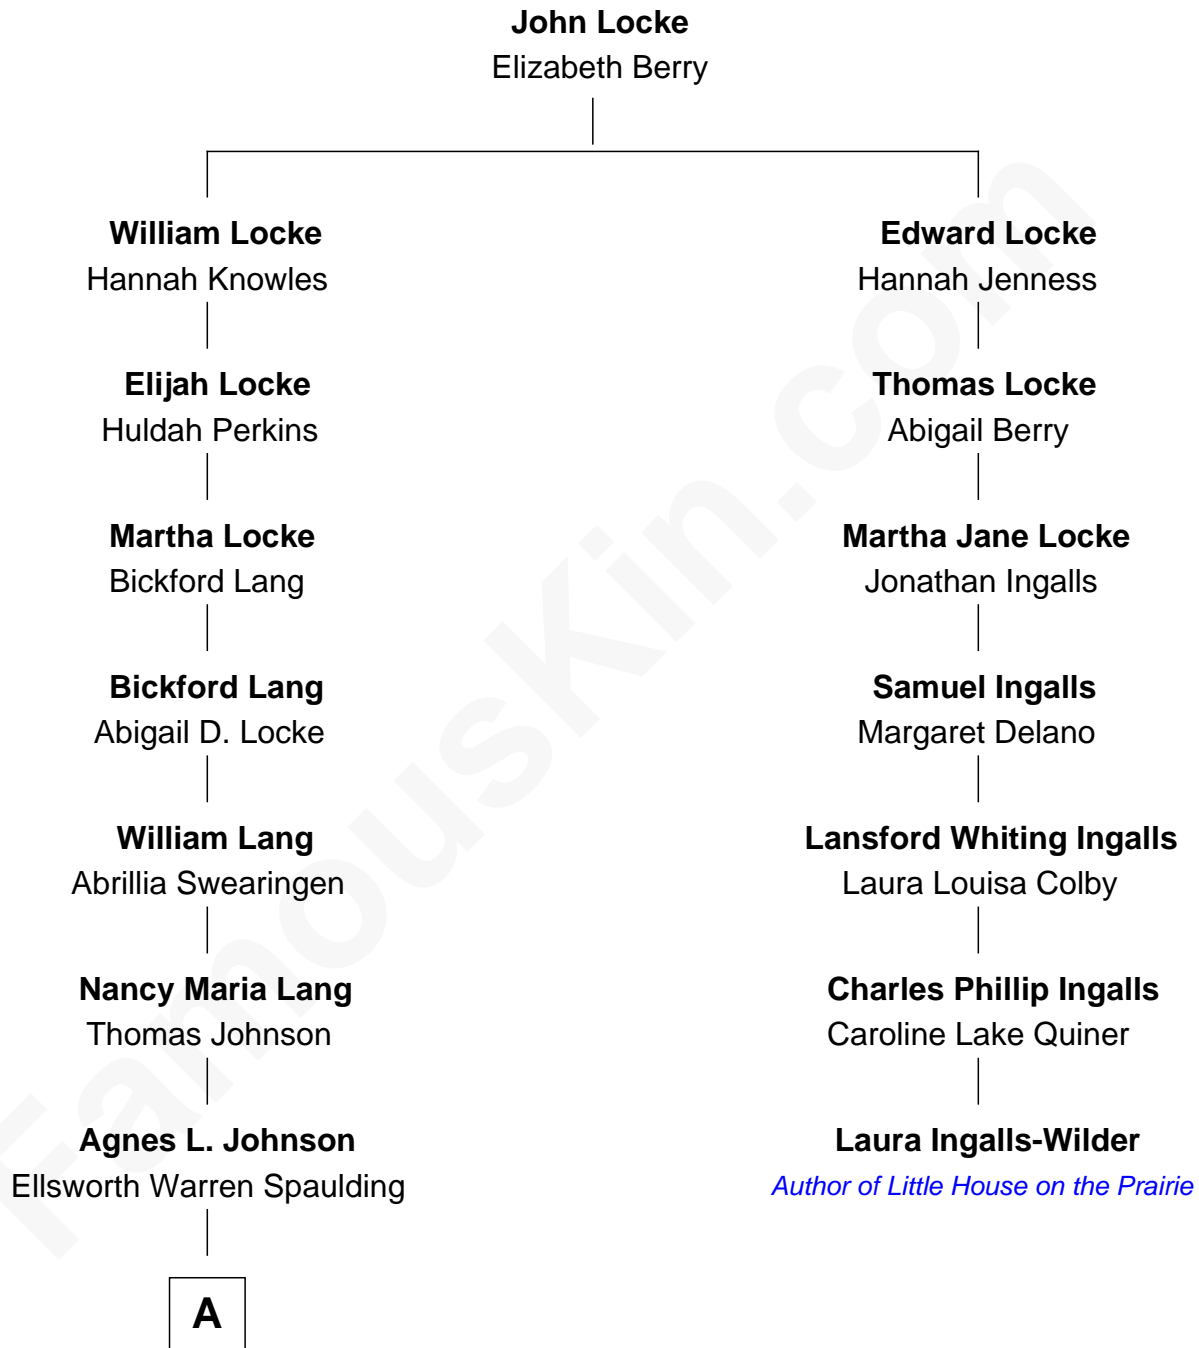 John Locke
Elizabeth Berry
William Locke
Hannah Knowles
Edward Locke
Hannah Jenness
Elijah Locke
Huldah Perkins
Thomas Locke
Abigail Berry
Martha Locke
Bickford Lang
Martha Jane Locke
Jonathan Ingalls
Bickford Lang
Abigail D. Locke
Samuel Ingalls
Margaret Delano
William Lang
Abrillia Swearingen
Lansford Whiting Ingalls
Laura Louisa Colby
Nancy Maria Lang
Thomas Johnson
Charles Phillip Ingalls
Caroline Lake Quiner
Agnes L. Johnson
Ellsworth Warren Spaulding
Laura Ingalls-Wilder
Author of Little House on the Prairie
A
FamousKin.com